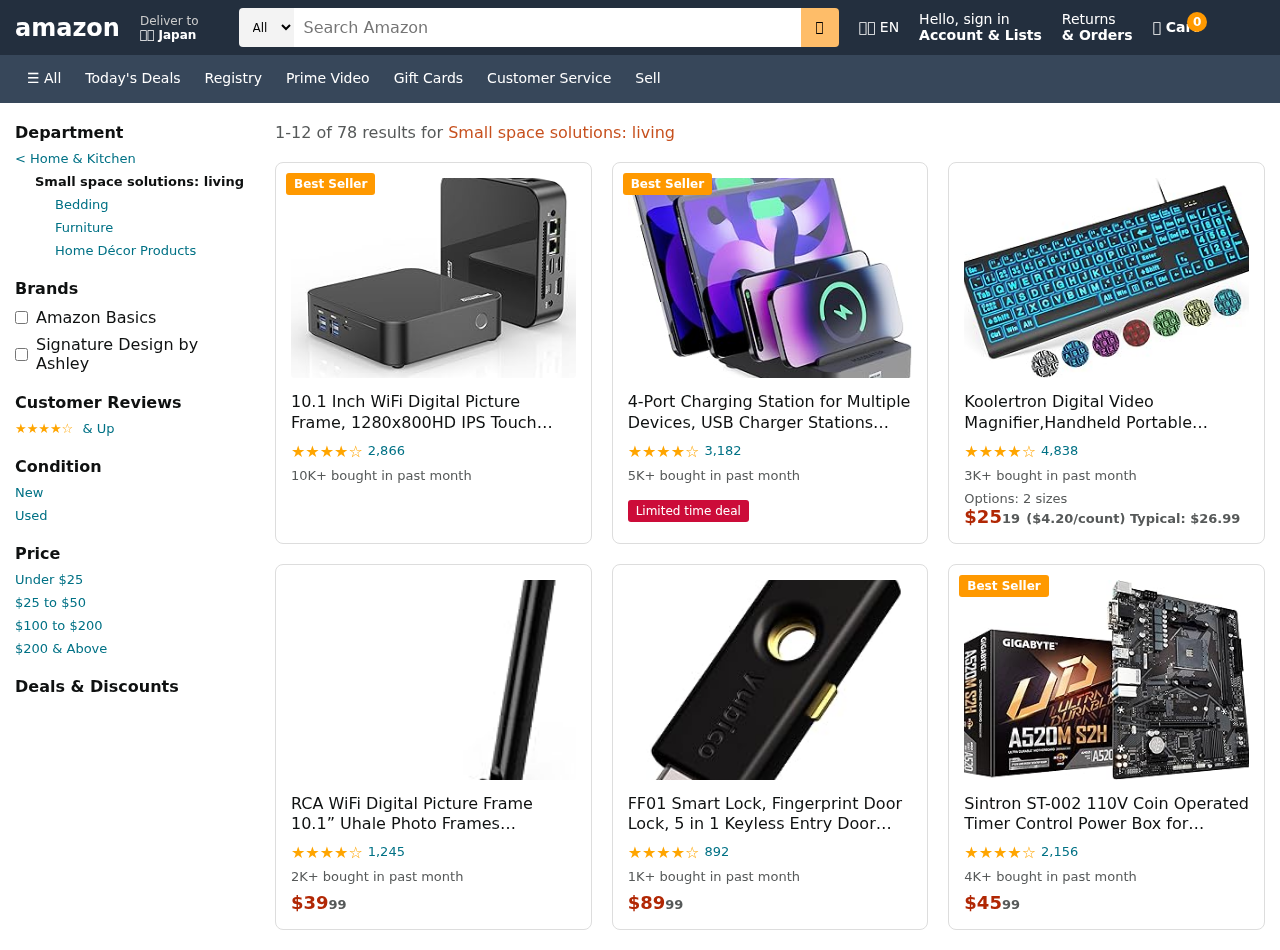 amazon
Deliver to
Japan
All
Search Amazon
EN
Hello, sign in
Account & Lists
Returns
& Orders
0
☰ All
Today's Deals
Registry
Prime Video
Gift Cards
Customer Service
Sell
Department
< Home & Kitchen
Small space solutions: living
Bedding
Furniture
Home Décor Products
Brands
Amazon Basics
Signature Design by
Ashley
Customer Reviews
★★★★☆ & Up
Condition
New
Used
Price
Under $25
$25 to $50
$100 to $200
$200 & Above
Deals & Discounts
1-12 of 78 results for Small space solutions: living
Best Seller
10.1 Inch WiFi Digital Picture
Frame, 1280x800HD IPS Touch…
★★★★☆ 2,866
10K+ bought in past month
Best Seller
4-Port Charging Station for Multiple
Devices, USB Charger Stations…
★★★★☆ 3,182
5K+ bought in past month
Limited time deal
Koolertron Digital Video
Magnifier,Handheld Portable…
★★★★☆ 4,838
3K+ bought in past month
Options: 2 sizes
$2519 ($4.20/count) Typical: $26.99
RCA WiFi Digital Picture Frame
10.1” Uhale Photo Frames…
★★★★☆ 1,245
2K+ bought in past month
$3999
yubico
FF01 Smart Lock, Fingerprint Door
Lock, 5 in 1 Keyless Entry Door…
★★★★☆ 892
1K+ bought in past month
$8999
Best Seller
GIGABYTE
GIGABYTE
UD
ULTRA
DURABLE
A520M S2H
A520M S2H
Sintron ST-002 110V Coin Operated
Timer Control Power Box for…
★★★★☆ 2,156
4K+ bought in past month
$4599